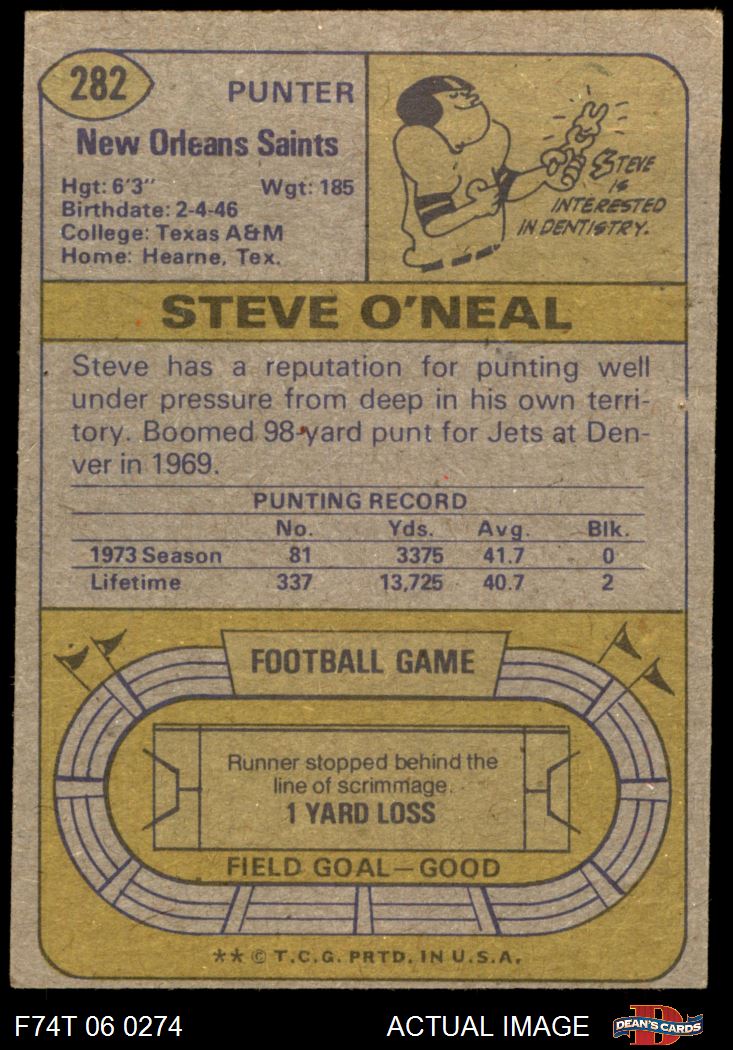 282
PUNTER
New Orleans Saints
Hgt: 6'3" Wgt: 185
Birthdate: 2-4-46
College: Texas A&M
Home: Hearne, Tex.
STEVE
IS
INTERESTED
IN DENTISTRY.
STEVE O'NEAL
Steve has a reputation for punting well
under pressure from deep in his own terri-
tory. Boomed 98-yard punt for Jets at Den-
ver in 1969.
PUNTING RECORD
No. Yds. Avg. Blk.
1973 Season 81 3375 41.7 0
Lifetime 337 13,725 40.7 2
FOOTBALL GAME
Runner stopped behind the
line of scrimmage.
1 YARD LOSS
FIELD GOAL—GOOD
** © T.C.G. PRTD. IN U.S.A.
F74T 06 0274 ACTUAL IMAGE
D
DEAN'S CARDS